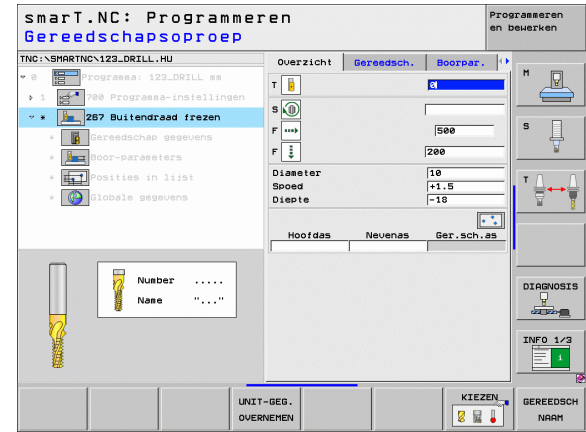 smarT.NC: Programmeren
Gereedschapsoproep
Programmeren
en bewerken
TNC:\SMARTNC\123_DRILL.HU
0 Programma: 123_DRILL mm
1 700 Programma-instellingen
* 267 Buitendraad frezen
* Gereedschap gegevens
* Boor-parameters
* Posities in lijst
* Globale gegevens
Overzicht Gereedsch. Boorpar.
T 0
S
F 500
F 200
Diameter 10
Spoed +1.5
Diepte -18
Hoofdas Nevenas Ger.sch.as
Number .....
Name "..."
M
S
T
DIAGNOSIS
INFO 1/3
UNIT-GEG.
OVERNEMEN
KIEZEN
GEREEDSCH
NAAM